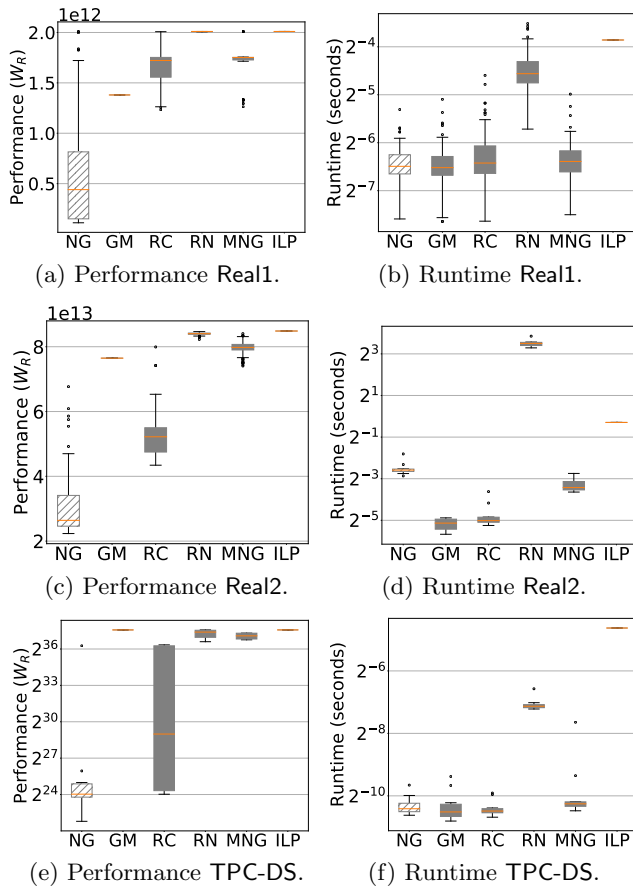 1e12
Performance (W_R)
2.0
1.5
1.0
0.5
NG GM RC RN MNG ILP
(a) Performance Real1.
Runtime (seconds)
2^−4
2^−5
2^−6
2^−7
NG GM RC RN MNG ILP
(b) Runtime Real1.
1e13
Performance (W_R)
8
6
4
2
NG GM RC RN MNG ILP
(c) Performance Real2.
Runtime (seconds)
2^3
2^1
2^−1
2^−3
2^−5
NG GM RC RN MNG ILP
(d) Runtime Real2.
Performance (W_R)
2^36
2^33
2^30
2^27
2^24
NG GM RC RN MNG ILP
(e) Performance TPC-DS.
Runtime (seconds)
2^−6
2^−8
2^−10
NG GM RC RN MNG ILP
(f) Runtime TPC-DS.